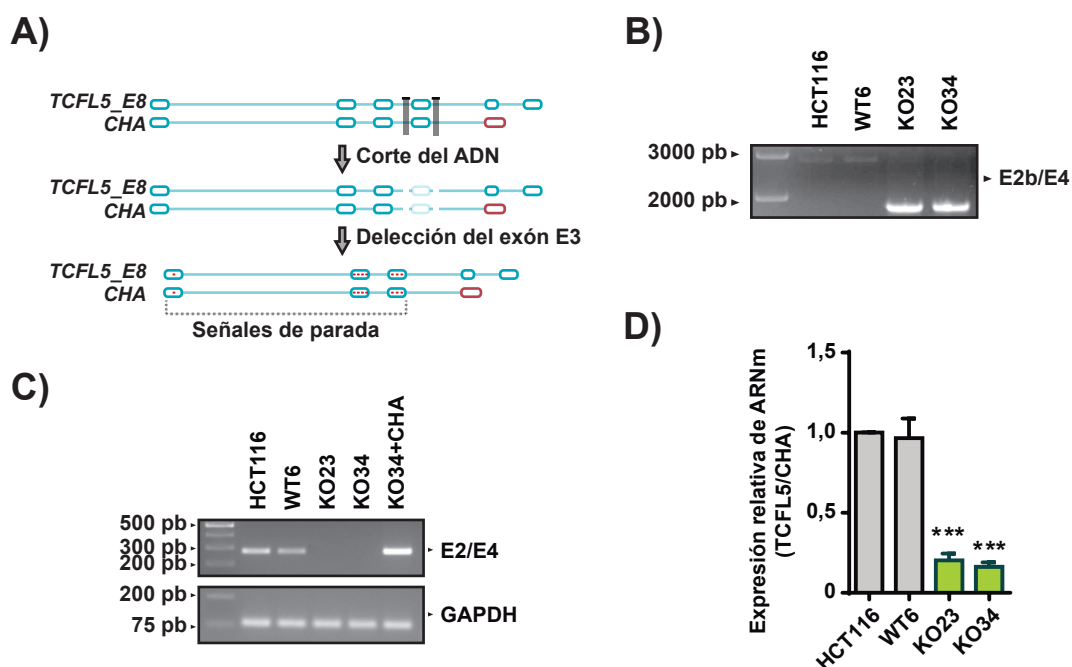 A)
TCFL5_E8
CHA
Corte del ADN
TCFL5_E8
CHA
Delección del exón E3
TCFL5_E8
CHA
Señales de parada
B)
HCT116
WT6
KO23
KO34
3000 pb
2000 pb
E2b/E4
C)
HCT116
WT6
KO23
KO34
KO34+CHA
500 pb
300 pb
200 pb
E2/E4
200 pb
75 pb
GAPDH
D)
Expresión relativa de ARNm
(TCFL5/CHA)
1,5
1,0
0,5
0
***
***
HCT116
WT6
KO23
KO34